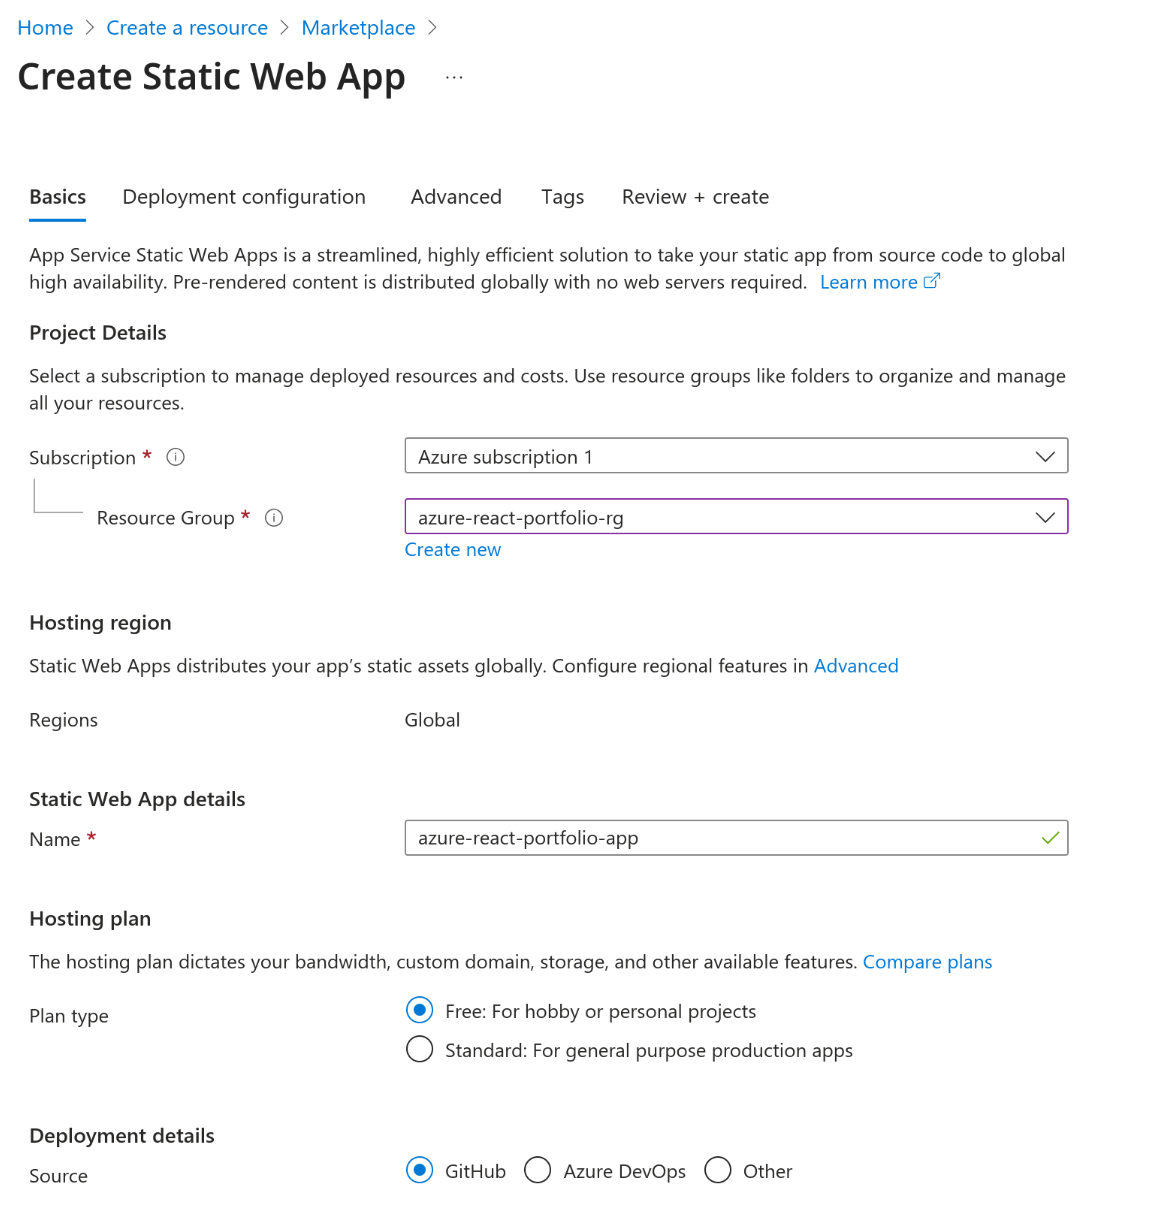 Home > Create a resource > Marketplace >
Create Static Web App ...
Basics Deployment configuration Advanced Tags Review + create
App Service Static Web Apps is a streamlined, highly efficient solution to take your static app from source code to global
high availability. Pre-rendered content is distributed globally with no web servers required. Learn more
Project Details
Select a subscription to manage deployed resources and costs. Use resource groups like folders to organize and manage
all your resources.
Subscription * Azure subscription 1
Resource Group * azure-react-portfolio-rg
Create new
Hosting region
Static Web Apps distributes your app's static assets globally. Configure regional features in Advanced
Regions Global
Static Web App details
Name * azure-react-portfolio-app
Hosting plan
The hosting plan dictates your bandwidth, custom domain, storage, and other available features. Compare plans
Plan type Free: For hobby or personal projects
Standard: For general purpose production apps
Deployment details
Source GitHub Azure DevOps Other